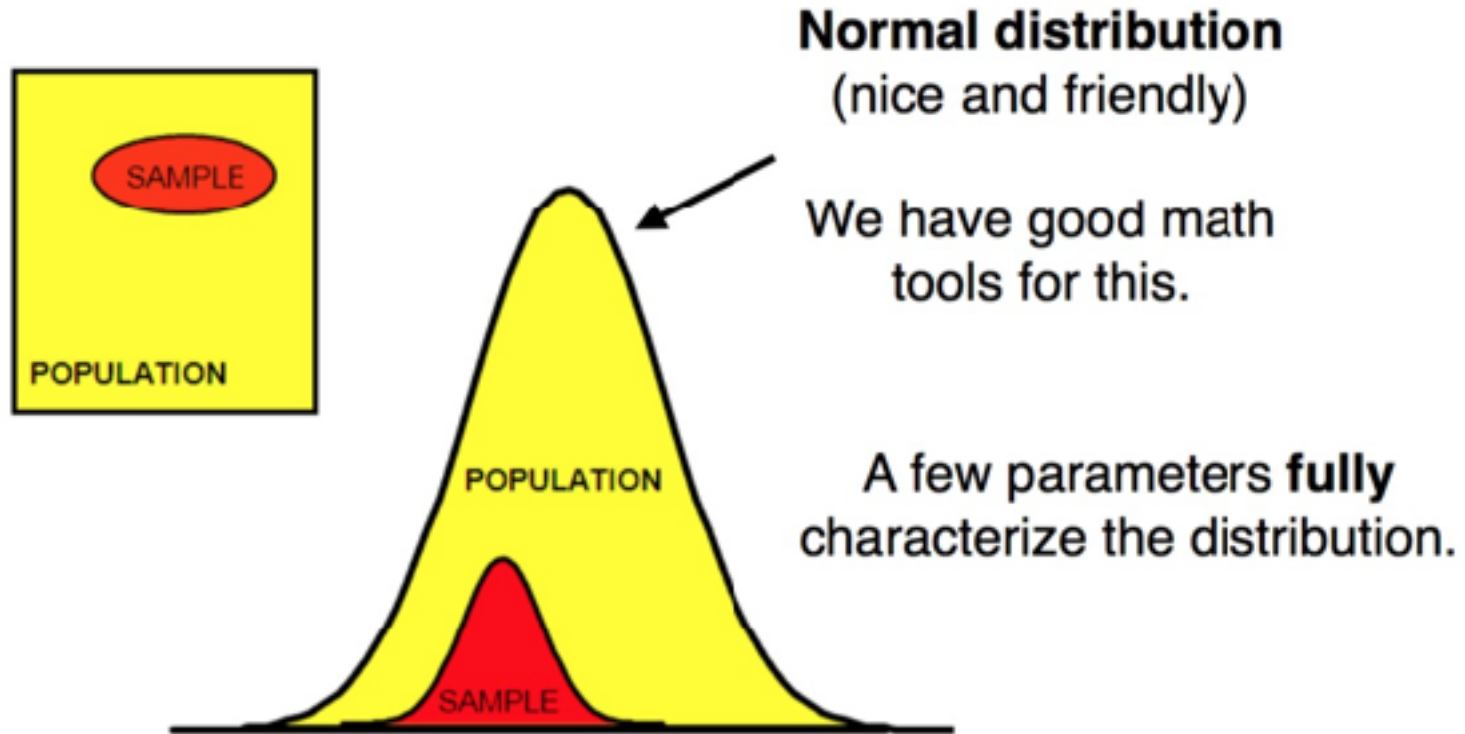 Normal distribution
(nice and friendly)
SAMPLE
We have good math
tools for this.
POPULATION
POPULATION
A few parameters fully
characterize the distribution.
SAMPLE